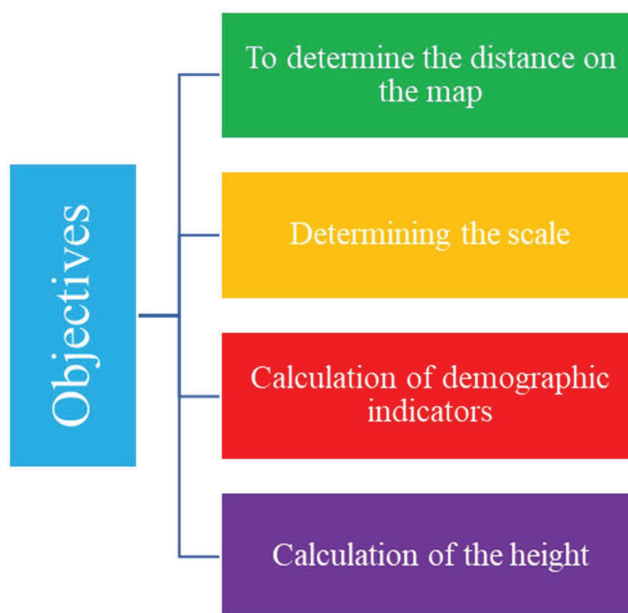 Objectives
To determine the distance on
the map
Determining the scale
Calculation of demographic
indicators
Calculation of the height